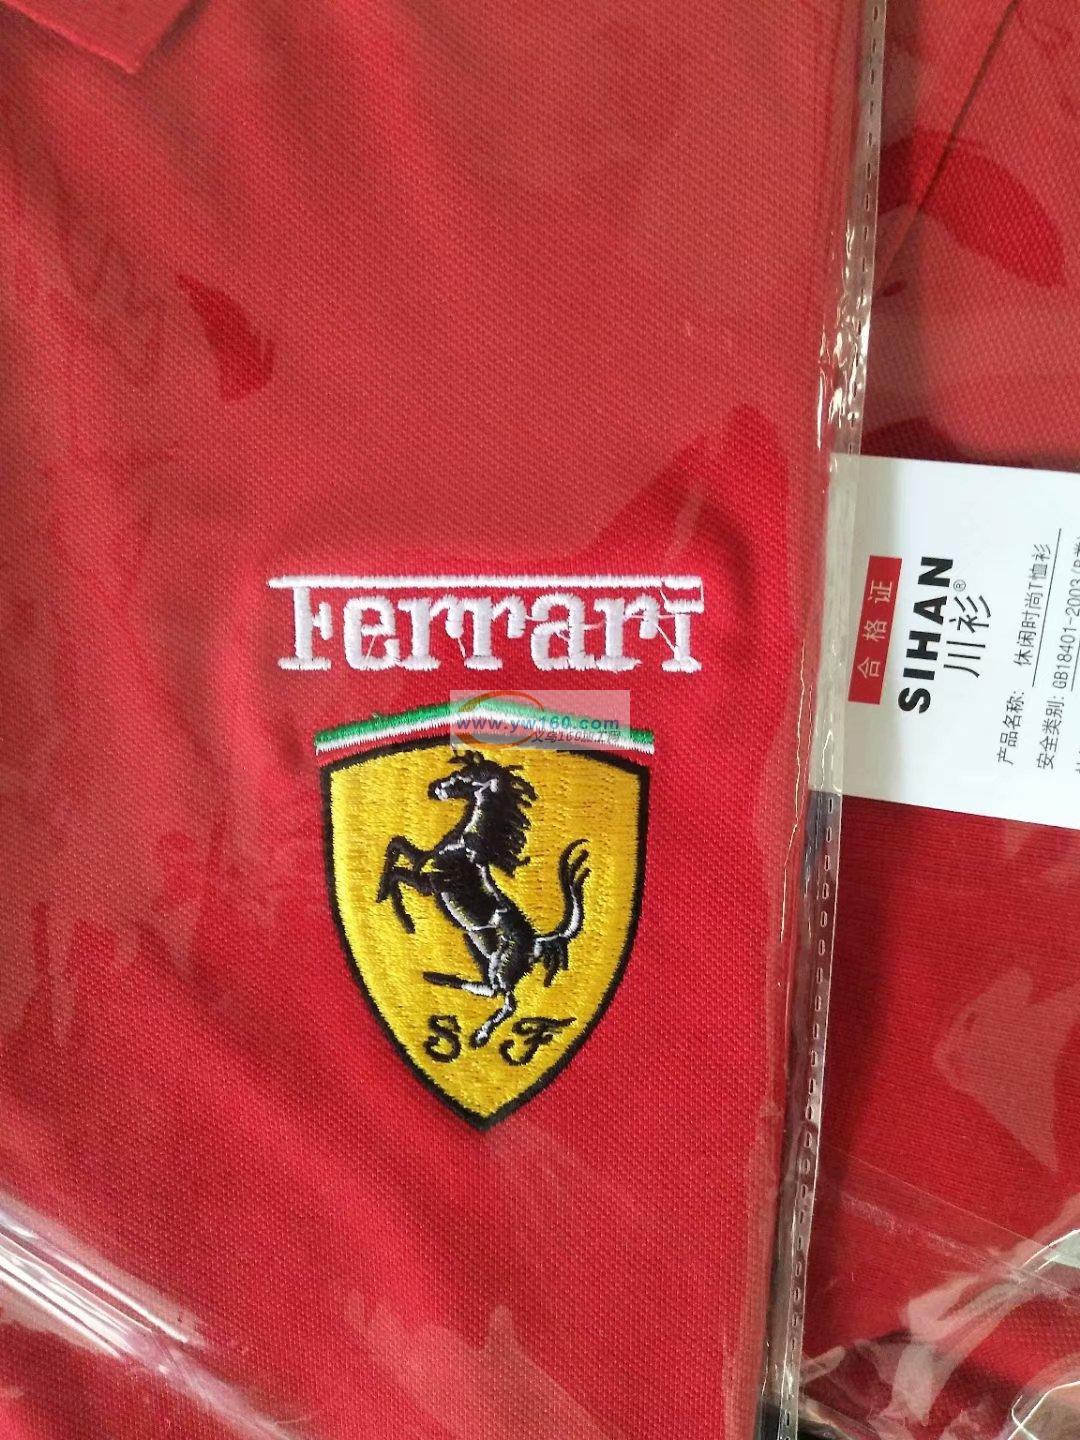 Ferrari
S F
www.yw160.com
合格证
SIHAN
川衫®
产品名称: 休闲时尚T恤衫
安全类别: GB18401-2003